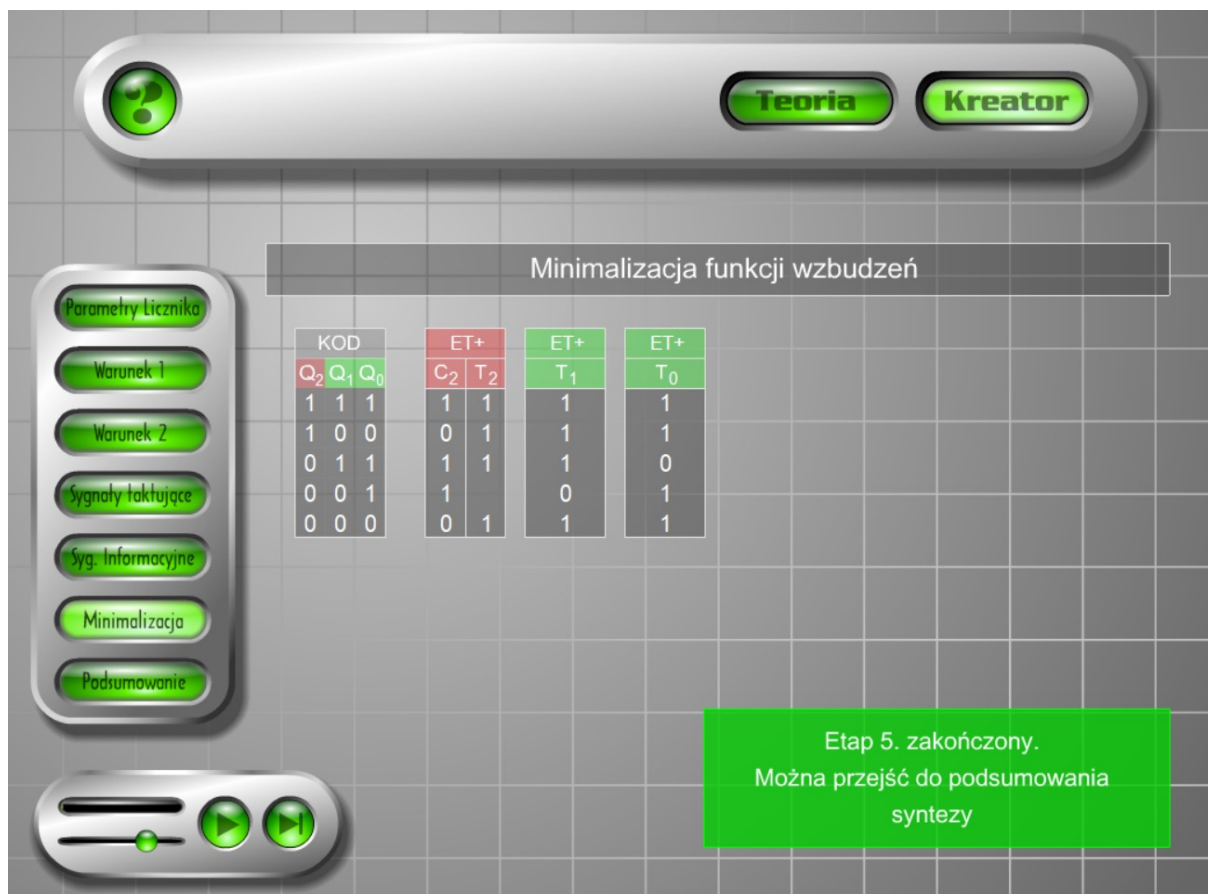 ?
Teoria Kreator
Minimalizacja funkcji wzbudzeń
Parametry Licznika
Warunek 1
Warunek 2
Sygnały taktujące
Syg. Informacyjne
Minimalizacja
Podsumowanie
KOD ET+ ET+ ET+
Q₂ Q₁ Q₀ C₂ T₂ T₁ T₀
1 1 1 1 1 1 1
1 0 0 0 1 1 1
0 1 1 1 1 1 0
0 0 1 1 0 1
0 0 0 0 1 1 1
Etap 5. zakończony.
Można przejść do podsumowania
syntezy